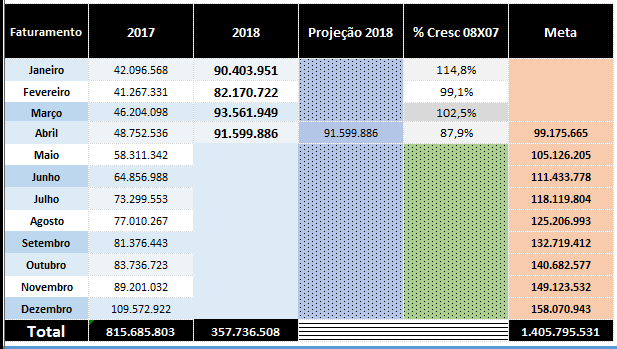 Faturamento 2017 2018 Projeção 2018 % Cresc 08X07 Meta
Janeiro 42.096.568 90.403.951 114,8%
Fevereiro 41.267.331 82.170.722 99,1%
Março 46.204.098 93.561.949 102,5%
Abril 48.752.536 91.599.886 91.599.886 87,9% 99.175.665
Maio 58.311.342 105.126.205
Junho 64.856.988 111.433.778
Julho 73.299.553 118.119.804
Agosto 77.010.267 125.206.993
Setembro 81.376.443 132.719.412
Outubro 83.736.723 140.682.577
Novembro 89.201.032 149.123.532
Dezembro 109.572.922 158.070.943
Total 815.685.803 357.736.508 1.405.795.531